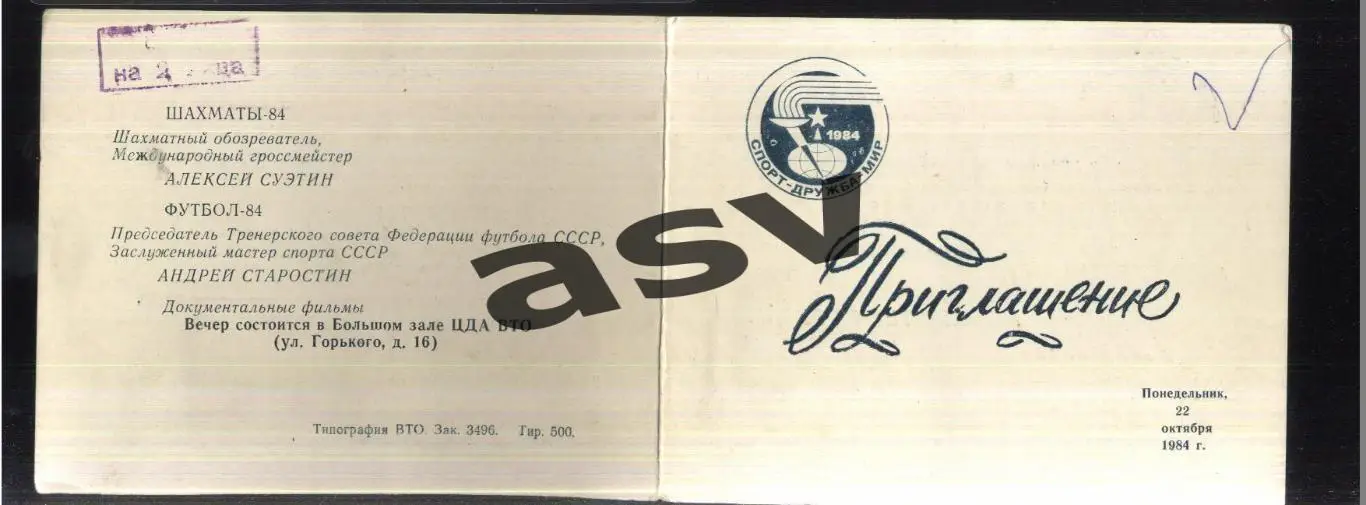 на 2 лица
ШАХМАТЫ-84
Шахматный обозреватель,
Международный гроссмейстер
АЛЕКСЕЙ СУЭТИН
ФУТБОЛ-84
Председатель Тренерского совета Федерации футбола СССР,
Заслуженный мастер спорта СССР
АНДРЕЙ СТАРОСТИН
Документальные фильмы
Вечер состоится в Большом зале ЦДА ВТО
(ул. Горького, д. 16)
Типография ВТО. Зак. 3496. Тир. 500.
asv
1984
СПОРТ-ДРУЖБА-МИР
Приглашение
Понедельник,
22
октября
1984 г.